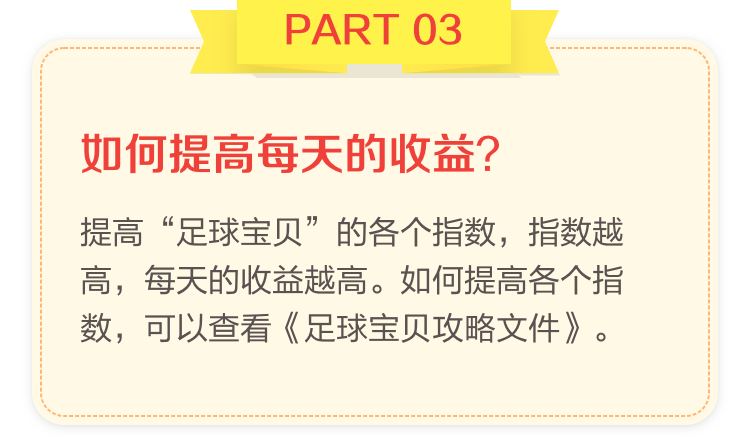 PART 03
如何提高每天的收益?
提高“足球宝贝”的各个指数，指数越
高，每天的收益越高。如何提高各个指
数，可以查看《足球宝贝攻略文件》。